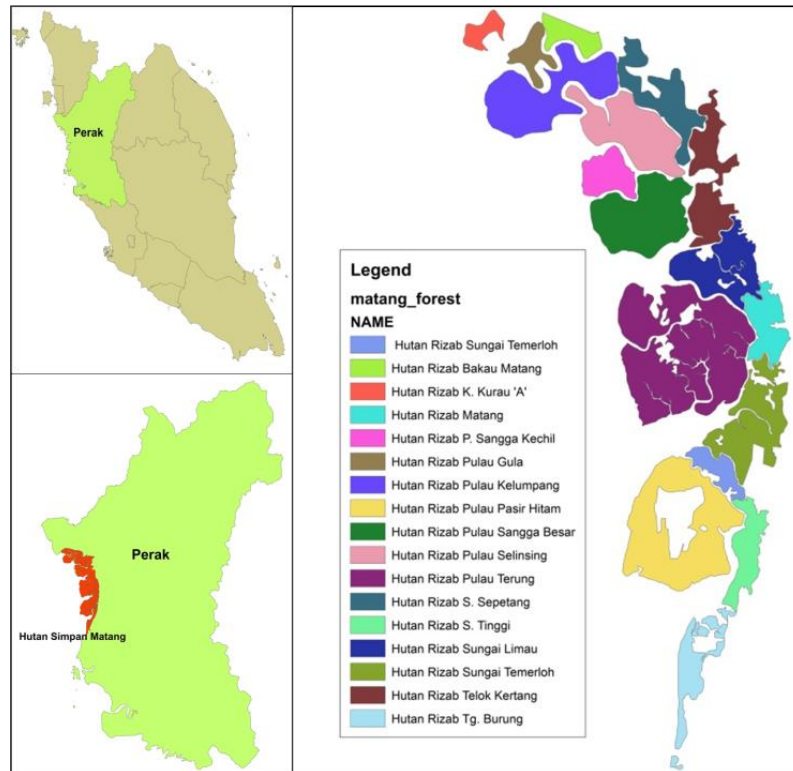 Perak
Perak
Hutan Simpan Matang
Legend
matang_forest
NAME
Hutan Rizab Sungai Temerloh
Hutan Rizab Bakau Matang
Hutan Rizab K. Kurau 'A'
Hutan Rizab Matang
Hutan Rizab P. Sangga Kechil
Hutan Rizab Pulau Gula
Hutan Rizab Pulau Kelumpang
Hutan Rizab Pulau Pasir Hitam
Hutan Rizab Pulau Sangga Besar
Hutan Rizab Pulau Selinsing
Hutan Rizab Pulau Terung
Hutan Rizab S. Sepetang
Hutan Rizab S. Tinggi
Hutan Rizab Sungai Limau
Hutan Rizab Sungai Temerloh
Hutan Rizab Telok Kertang
Hutan Rizab Tg. Burung